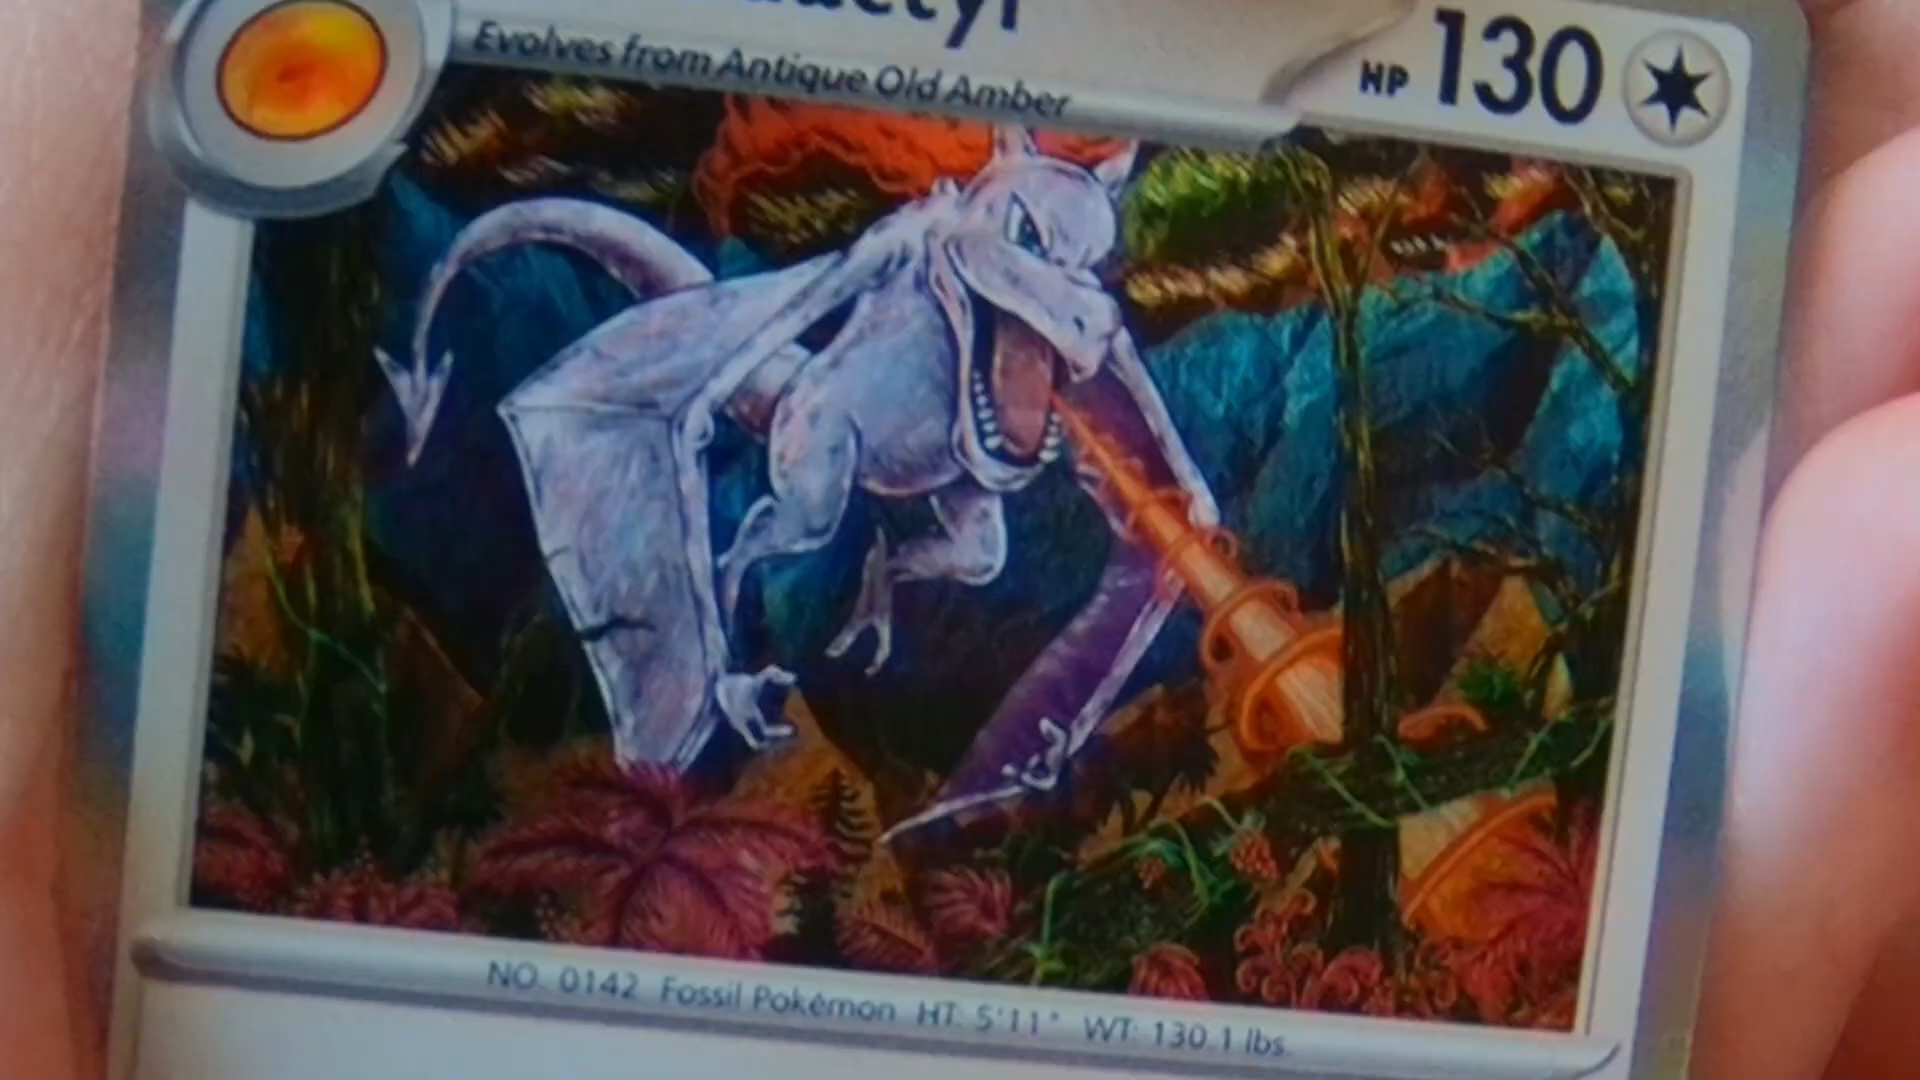 Evolves from Antique Old Amber
HP 130
NO. 0142 Fossil Pokémon HT: 5'11" WT: 130.1 lbs.